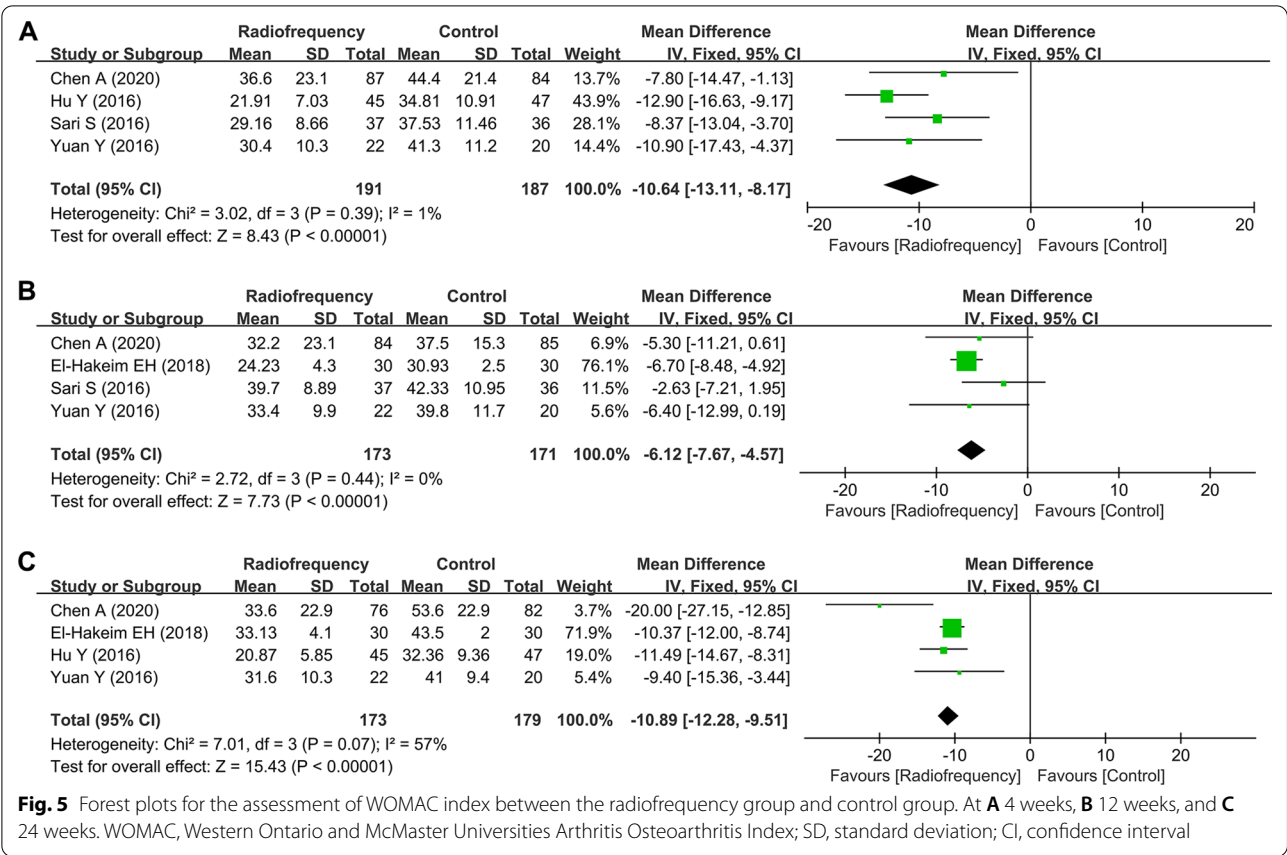 A
Radiofrequency Control Mean Difference Mean Difference
Study or Subgroup Mean SD Total Mean SD Total Weight IV, Fixed, 95% CI IV, Fixed, 95% CI
Chen A (2020) 36.6 23.1 87 44.4 21.4 84 13.7% -7.80 [-14.47, -1.13]
Hu Y (2016) 21.91 7.03 45 34.81 10.91 47 43.9% -12.90 [-16.63, -9.17]
Sari S (2016) 29.16 8.66 37 37.53 11.46 36 28.1% -8.37 [-13.04, -3.70]
Yuan Y (2016) 30.4 10.3 22 41.3 11.2 20 14.4% -10.90 [-17.43, -4.37]
Total (95% CI) 191 187 100.0% -10.64 [-13.11, -8.17]
Heterogeneity: Chi² = 3.02, df = 3 (P = 0.39); I² = 1%
Test for overall effect: Z = 8.43 (P < 0.00001)
-20 -10 0 10 20
Favours [Radiofrequency] Favours [Control]
B
Radiofrequency Control Mean Difference Mean Difference
Study or Subgroup Mean SD Total Mean SD Total Weight IV, Fixed, 95% CI IV, Fixed, 95% CI
Chen A (2020) 32.2 23.1 84 37.5 15.3 85 6.9% -5.30 [-11.21, 0.61]
El-Hakeim EH (2018) 24.23 4.3 30 30.93 2.5 30 76.1% -6.70 [-8.48, -4.92]
Sari S (2016) 39.7 8.89 37 42.33 10.95 36 11.5% -2.63 [-7.21, 1.95]
Yuan Y (2016) 33.4 9.9 22 39.8 11.7 20 5.6% -6.40 [-12.99, 0.19]
Total (95% CI) 173 171 100.0% -6.12 [-7.67, -4.57]
Heterogeneity: Chi² = 2.72, df = 3 (P = 0.44); I² = 0%
Test for overall effect: Z = 7.73 (P < 0.00001)
-20 -10 0 10 20
Favours [Radiofrequency] Favours [Control]
C
Radiofrequency Control Mean Difference Mean Difference
Study or Subgroup Mean SD Total Mean SD Total Weight IV, Fixed, 95% CI IV, Fixed, 95% CI
Chen A (2020) 33.6 22.9 76 53.6 22.9 82 3.7% -20.00 [-27.15, -12.85]
El-Hakeim EH (2018) 33.13 4.1 30 43.5 2 30 71.9% -10.37 [-12.00, -8.74]
Hu Y (2016) 20.87 5.85 45 32.36 9.36 47 19.0% -11.49 [-14.67, -8.31]
Yuan Y (2016) 31.6 10.3 22 41 9.4 20 5.4% -9.40 [-15.36, -3.44]
Total (95% CI) 173 179 100.0% -10.89 [-12.28, -9.51]
Heterogeneity: Chi² = 7.01, df = 3 (P = 0.07); I² = 57%
Test for overall effect: Z = 15.43 (P < 0.00001)
-20 -10 0 10 20
Favours [Radiofrequency] Favours [Control]
Fig. 5 Forest plots for the assessment of WOMAC index between the radiofrequency group and control group. At A 4 weeks, B 12 weeks, and C
24 weeks. WOMAC, Western Ontario and McMaster Universities Arthritis Osteoarthritis Index; SD, standard deviation; CI, confidence interval